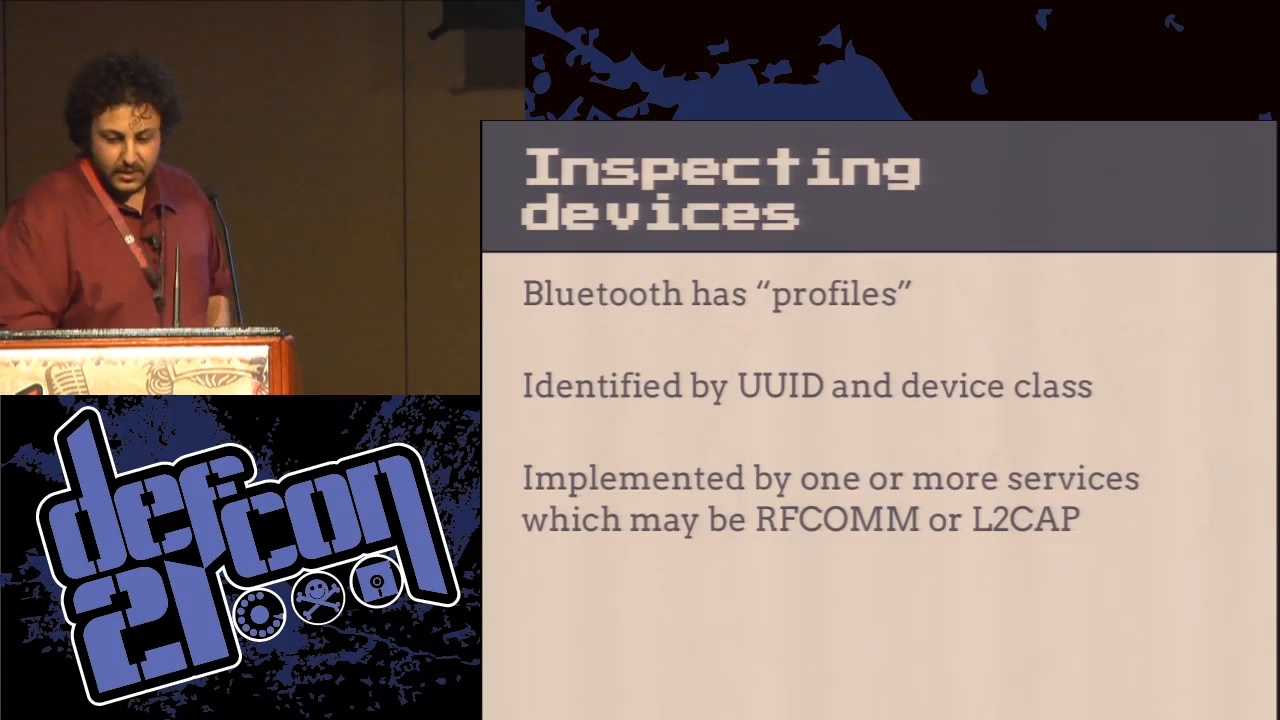 Inspecting
devices
Bluetooth has “profiles”
Identified by UUID and device class
Implemented by one or more services
which may be RFCOMM or L2CAP
defcon
21